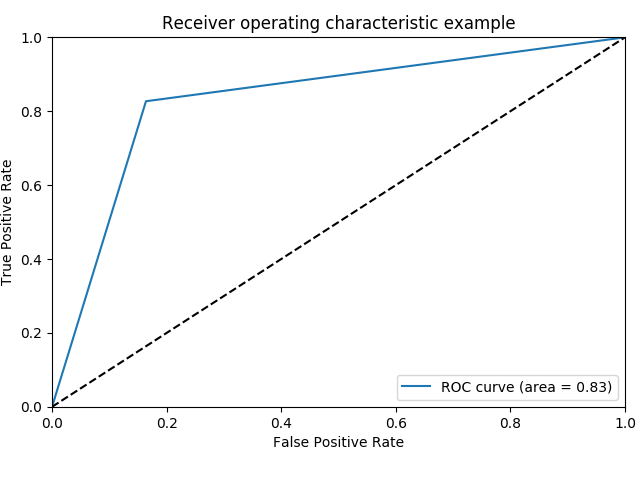 Receiver operating characteristic example
1.0
0.8
0.6
0.4
0.2
0.0
True Positive Rate
ROC curve (area = 0.83)
0.0 0.2 0.4 0.6 0.8 1.0
False Positive Rate